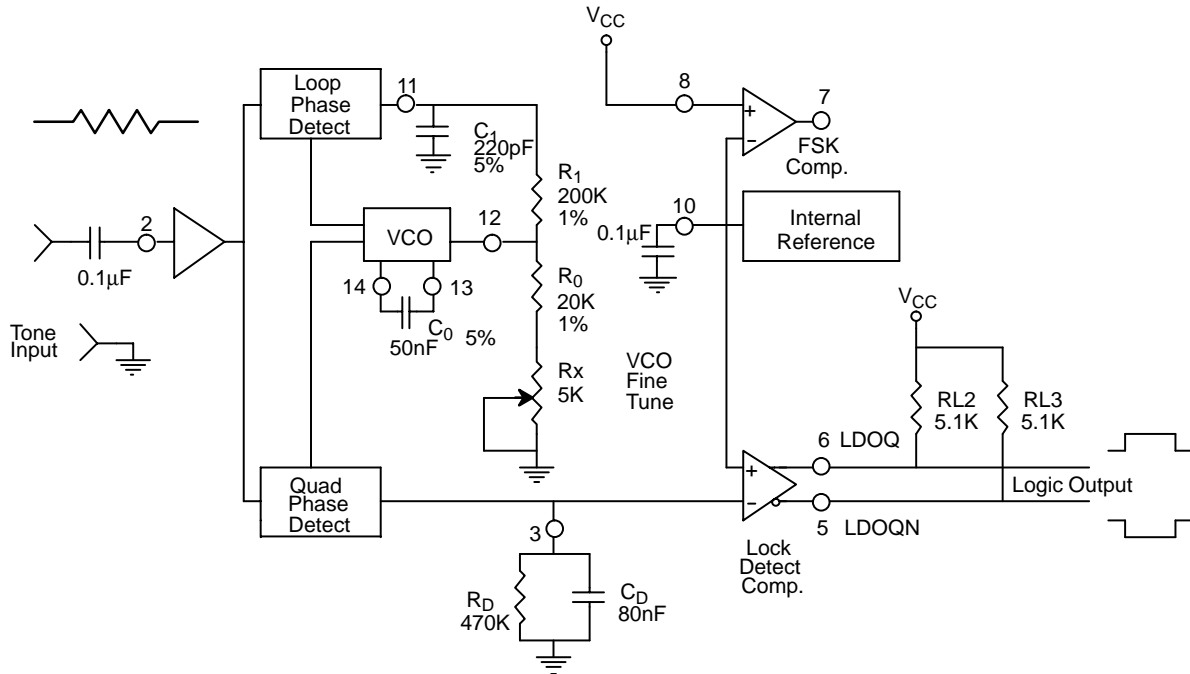 Loop
Phase
Detect
11
C1
220pF
5%
R1
200K
1%
VCC
8
+
−
7
FSK
Comp.
2
0.1μF
VCO
12
14
13
C0 5%
50nF
R0
20K
1%
10
0.1μF
Internal
Reference
Tone
Input
Rx
5K
VCO
Fine
Tune
VCC
RL2
5.1K
RL3
5.1K
Quad
Phase
Detect
3
RD
470K
CD
80nF
+
−
6 LDOQ
Logic Output
5 LDOQN
Lock
Detect
Comp.